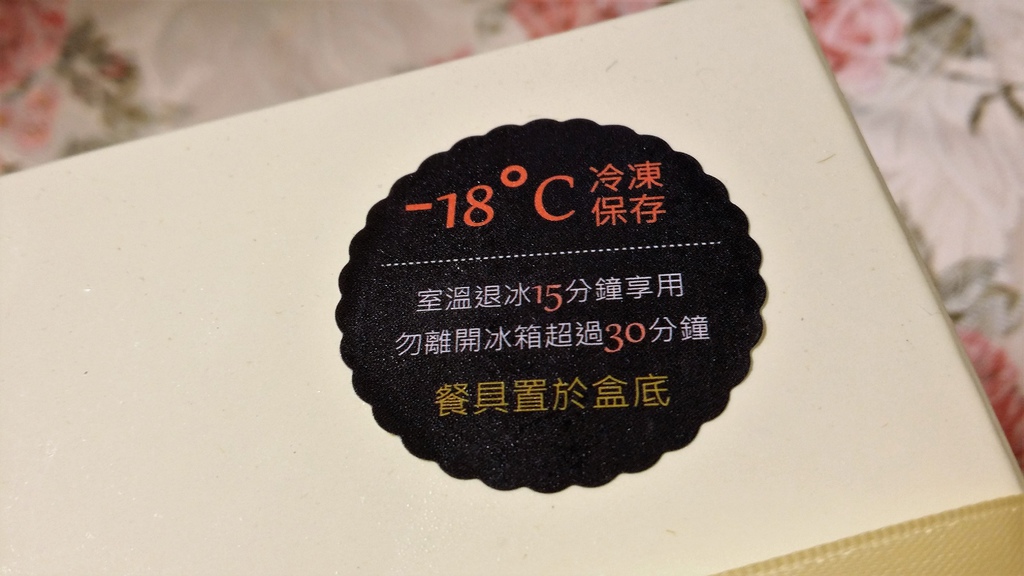 -18°C 冷凍
保存
室溫退冰15分鐘享用
勿離開冰箱超過30分鐘
餐具置於盒底